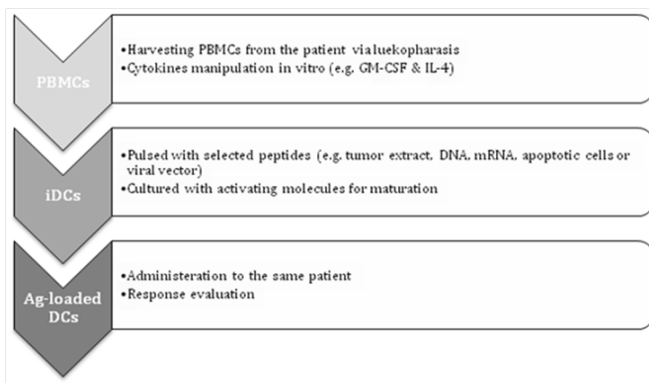 •Harvesting PBMCs from the patient via luekopharasis
•Cytokines manipulation in vitro (e.g. GM-CSF & IL-4)
PBMCs
•Pulsed with selected peptides (e.g. tumor extract, DNA, mRNA, apoptotic cells or
viral vector)
•Cultured with activating molecules for maturation
iDCs
•Administeration to the same patient
•Response evaluation
Ag-loaded
DCs